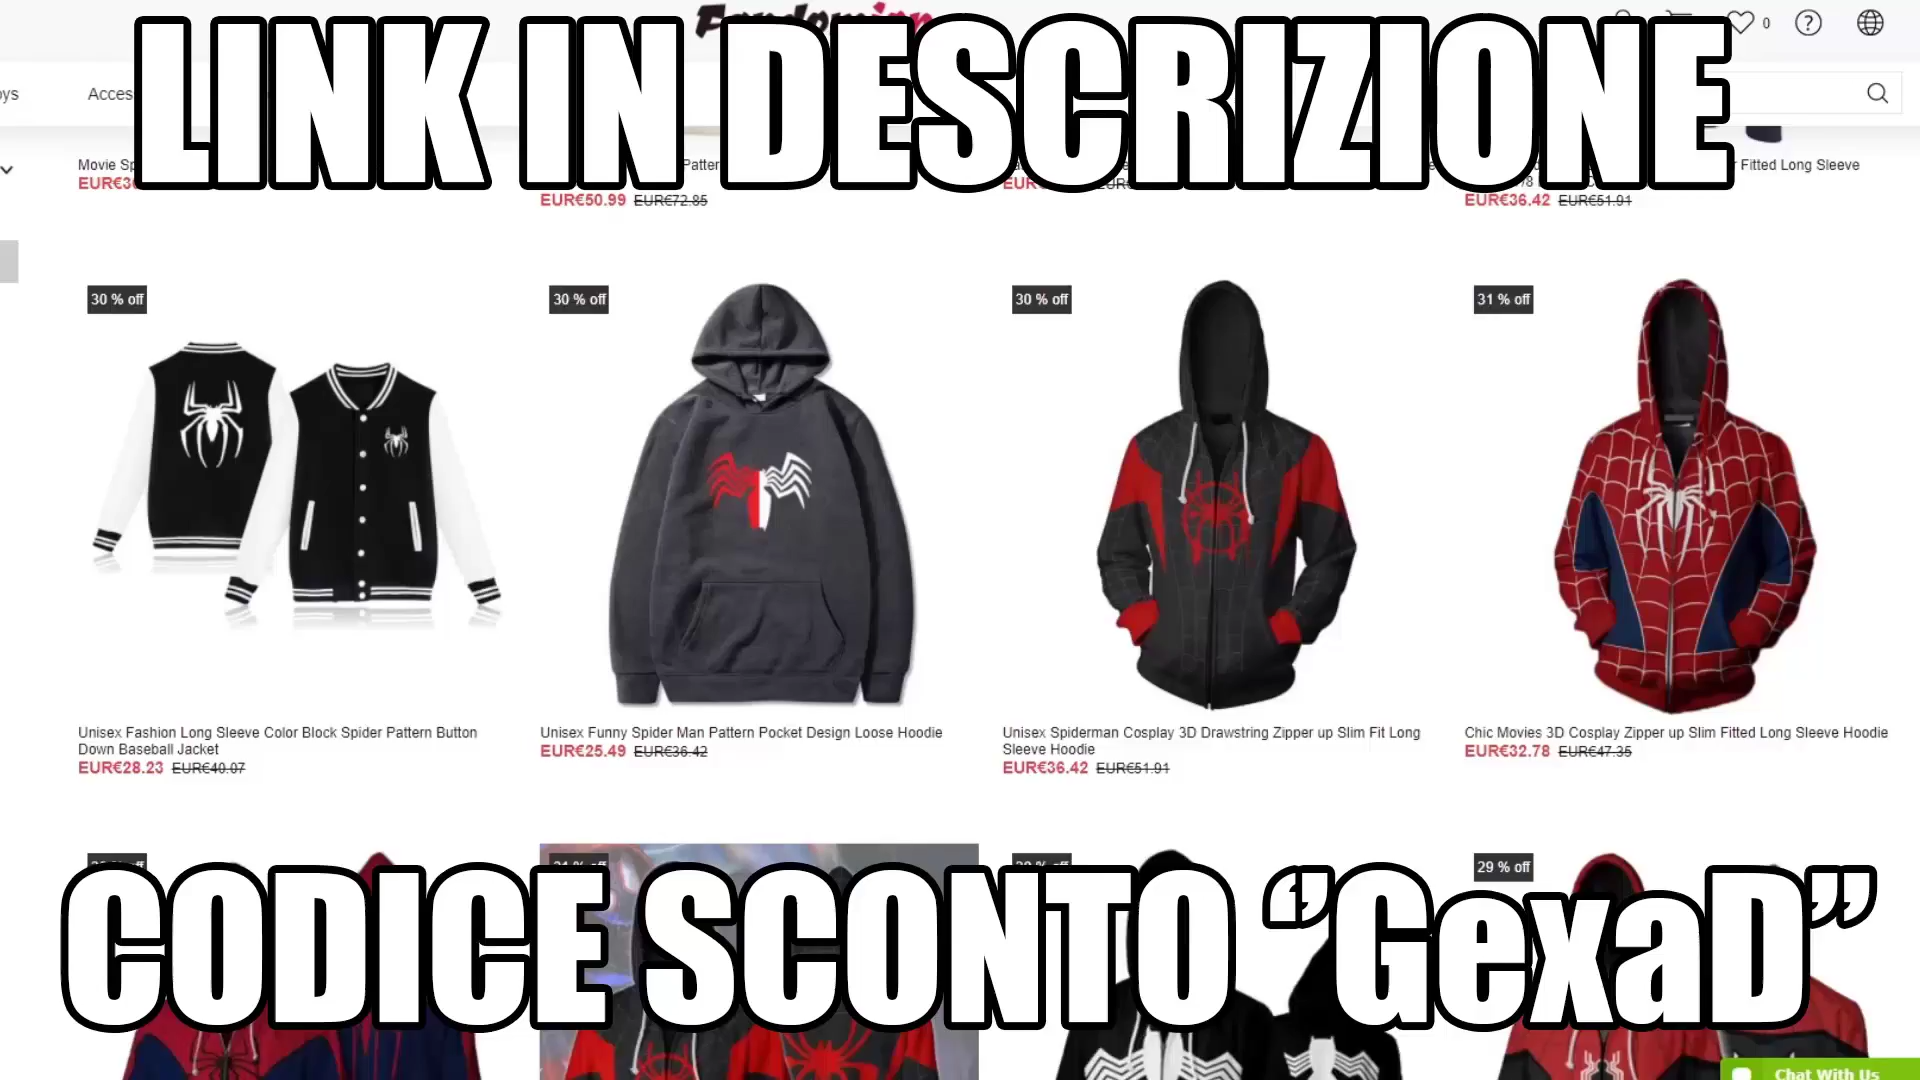 LINK IN DESCRIZIONE
0
?
Acces
Movie Sp
EUR€50.99 EUR€72.85
Fitted Long Sleeve
EUR€36.42 EUR€51.91
30 % off
30 % off
30 % off
31 % off
Unisex Fashion Long Sleeve Color Block Spider Pattern Button
Down Baseball Jacket
EUR€28.23 EUR€40.07
Unisex Funny Spider Man Pattern Pocket Design Loose Hoodie
EUR€25.49 EUR€36.42
Unisex Spiderman Cosplay 3D Drawstring Zipper up Slim Fit Long
Sleeve Hoodie
EUR€36.42 EUR€51.91
Chic Movies 3D Cosplay Zipper up Slim Fitted Long Sleeve Hoodie
EUR€32.78 EUR€47.35
29 % off
CODICE SCONTO “GexaD”
Chat With Us